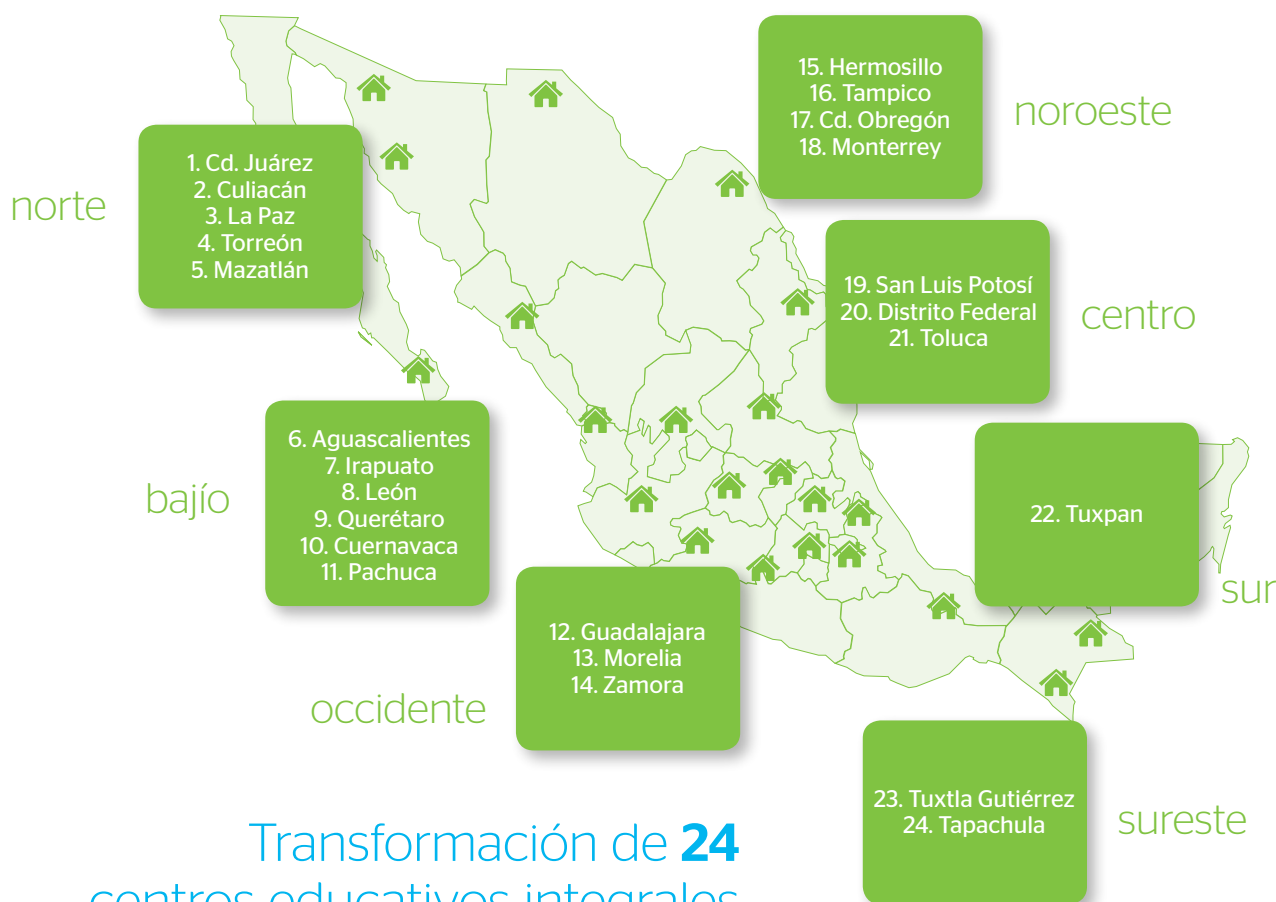 norte
1. Cd. Juárez
2. Culiacán
3. La Paz
4. Torreón
5. Mazatlán
bajío
6. Aguascalientes
7. Irapuato
8. León
9. Querétaro
10. Cuernavaca
11. Pachuca
occidente
12. Guadalajara
13. Morelia
14. Zamora
noroeste
15. Hermosillo
16. Tampico
17. Cd. Obregón
18. Monterrey
centro
19. San Luis Potosí
20. Distrito Federal
21. Toluca
sur
22. Tuxpan
sureste
23. Tuxtla Gutiérrez
24. Tapachula
Transformación de 24
centros educativos integrales